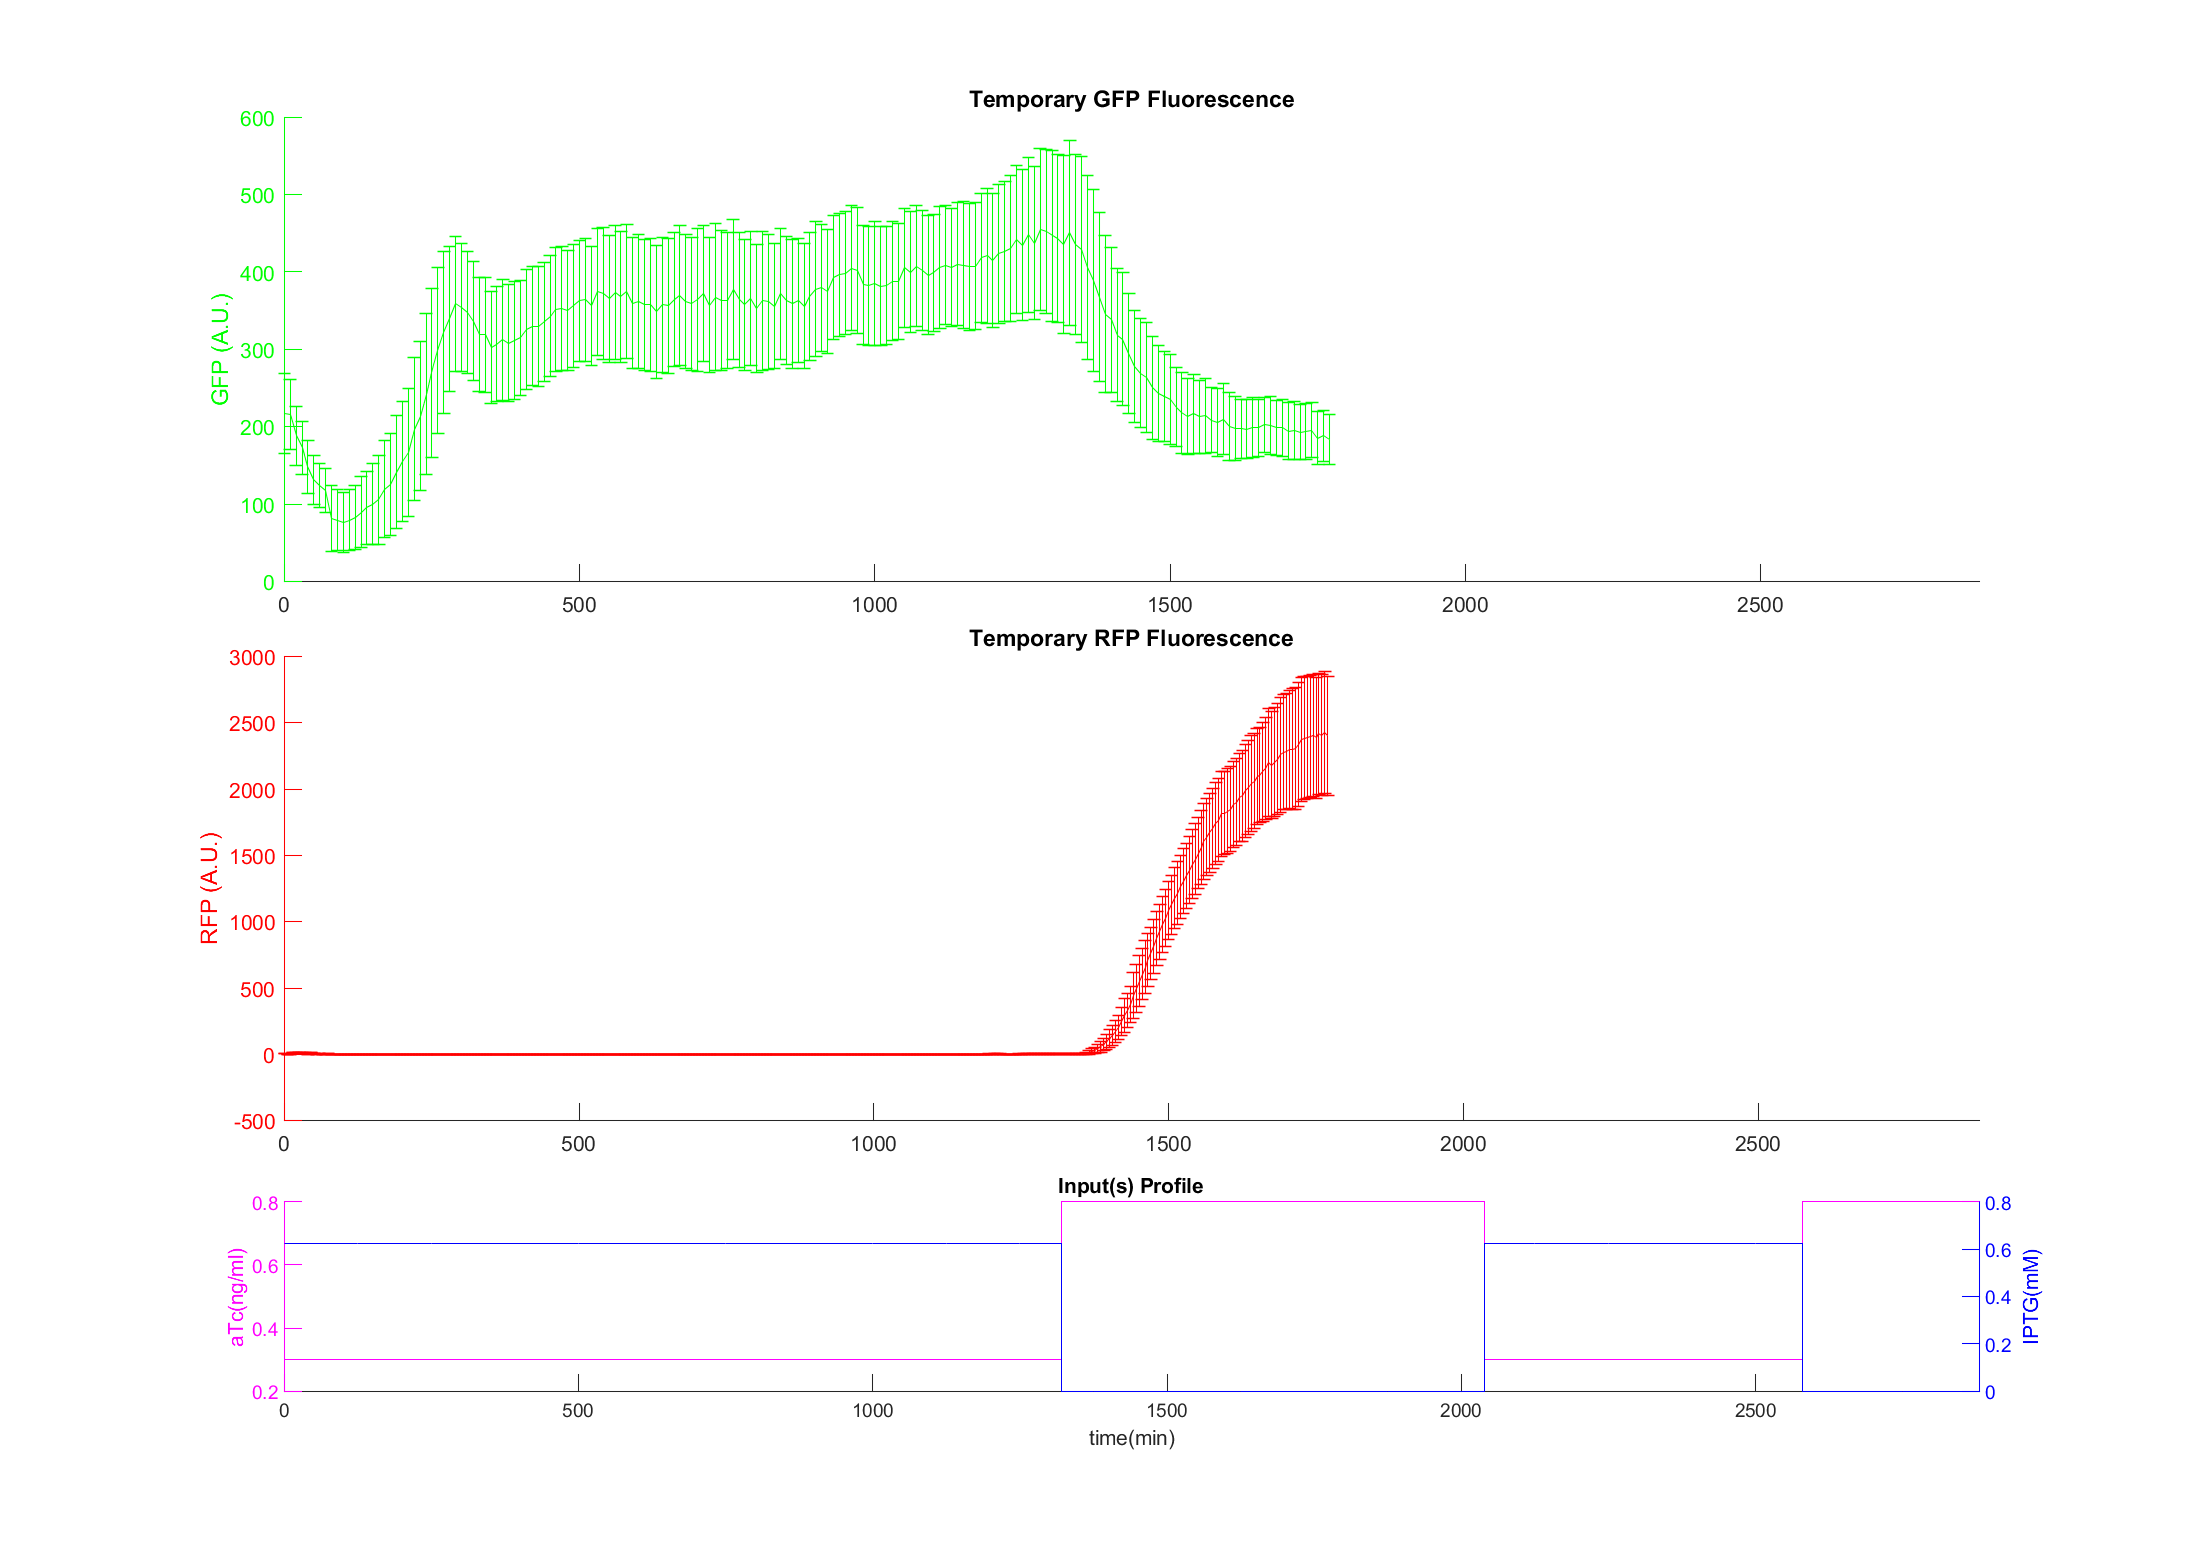 Temporary GFP Fluorescence
600
500
400
300
200
100
0
GFP (A.U.)
0 500 1000 1500 2000 2500
Temporary RFP Fluorescence
3000
2500
2000
1500
1000
500
0
-500
RFP (A.U.)
0 500 1000 1500 2000 2500
Input(s) Profile
0.8
0.6
0.4
0.2
aTc(ng/ml)
0.8
0.6
0.4
0.2
0
IPTG(mM)
0 500 1000 1500 2000 2500
time(min)